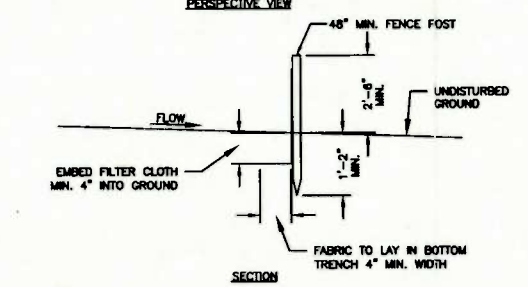 PERSPECTIVE VIEW
48" MIN. FENCE FOST
2'-6"
MIN.
UNDISTURBED
GROUND
FLOW
1'-2"
MIN.
EMBED FILTER CLOTH
MIN. 4" INTO GROUND
FABRIC TO LAY IN BOTTOM
TRENCH 4" MIN. WIDTH
SECTION